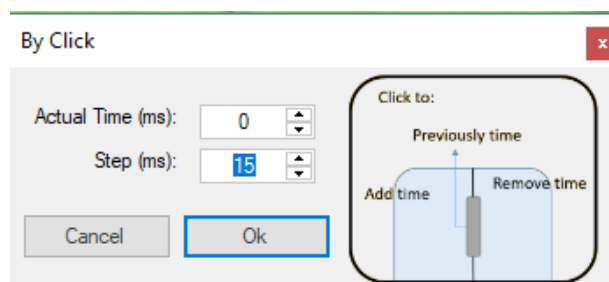 By Click
x
Actual Time (ms): 0
Step (ms): 15
Cancel Ok
Click to:
Previously time
Add time Remove time